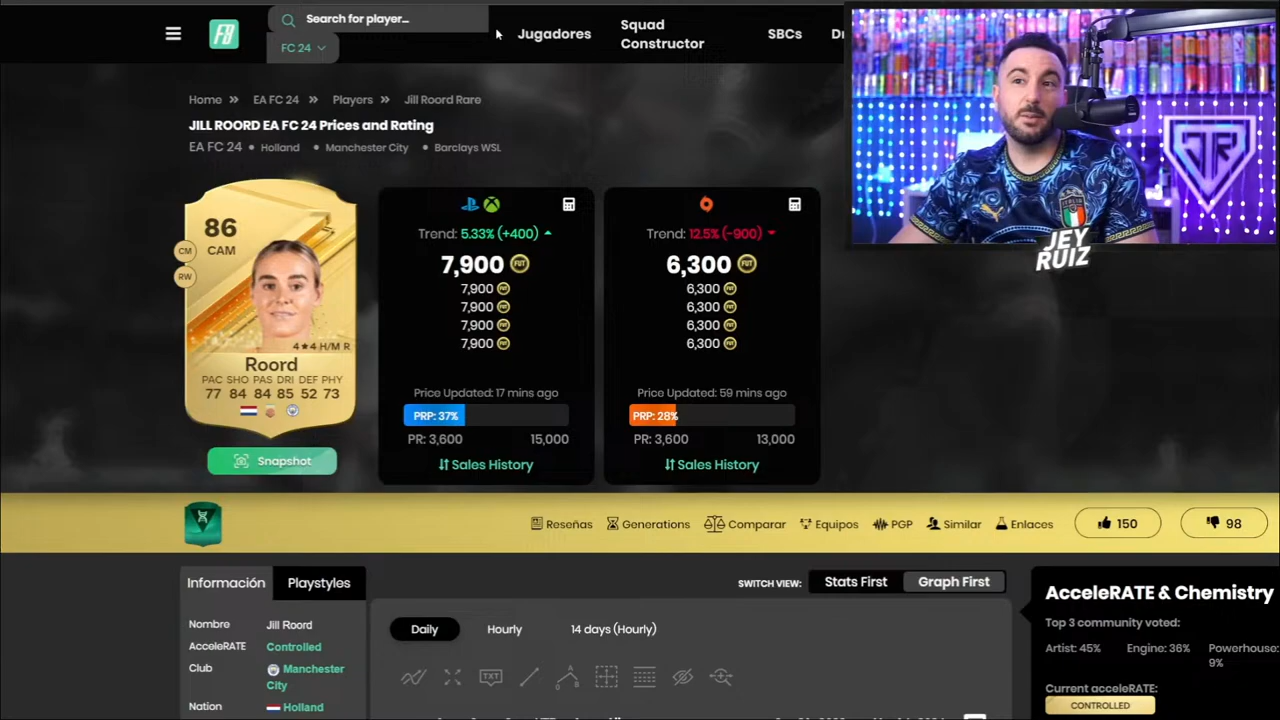 Search for player...
FC 24
Jugadores
Squad
Constructor
SBCs
Home » EA FC 24 » Players » Jill Roord Rare
JILL ROORD EA FC 24 Prices and Rating
EA FC 24 • Holland • Manchester City • Barclays WSL
JEY
RUIZ
JR
86
CAM
CM
RW
4★4 H/M R
Roord
PAC SHO PAS DRI DEF PHY
77 84 84 85 52 73
Snapshot
Trend: 5.33% (+400)
7,900
7,900
7,900
7,900
7,900
Price Updated: 17 mins ago
PRP: 37%
PR: 3,600 15,000
Sales History
Trend: 12.5% (-900)
6,300
6,300
6,300
6,300
6,300
Price Updated: 59 mins ago
PRP: 28%
PR: 3,600 13,000
Sales History
Reseñas Generations Comparar Equipos PGP Similar Enlaces 150 98
Información Playstyles
SWITCH VIEW: Stats First Graph First
Nombre Jill Roord
AcceleRATE Controlled
Club Manchester
City
Nation Holland
Daily Hourly 14 days (Hourly)
TXT
AcceleRATE & Chemistry
Top 3 community voted:
Artist: 45% Engine: 36% Powerhouse:
9%
Current acceleRATE:
CONTROLLED